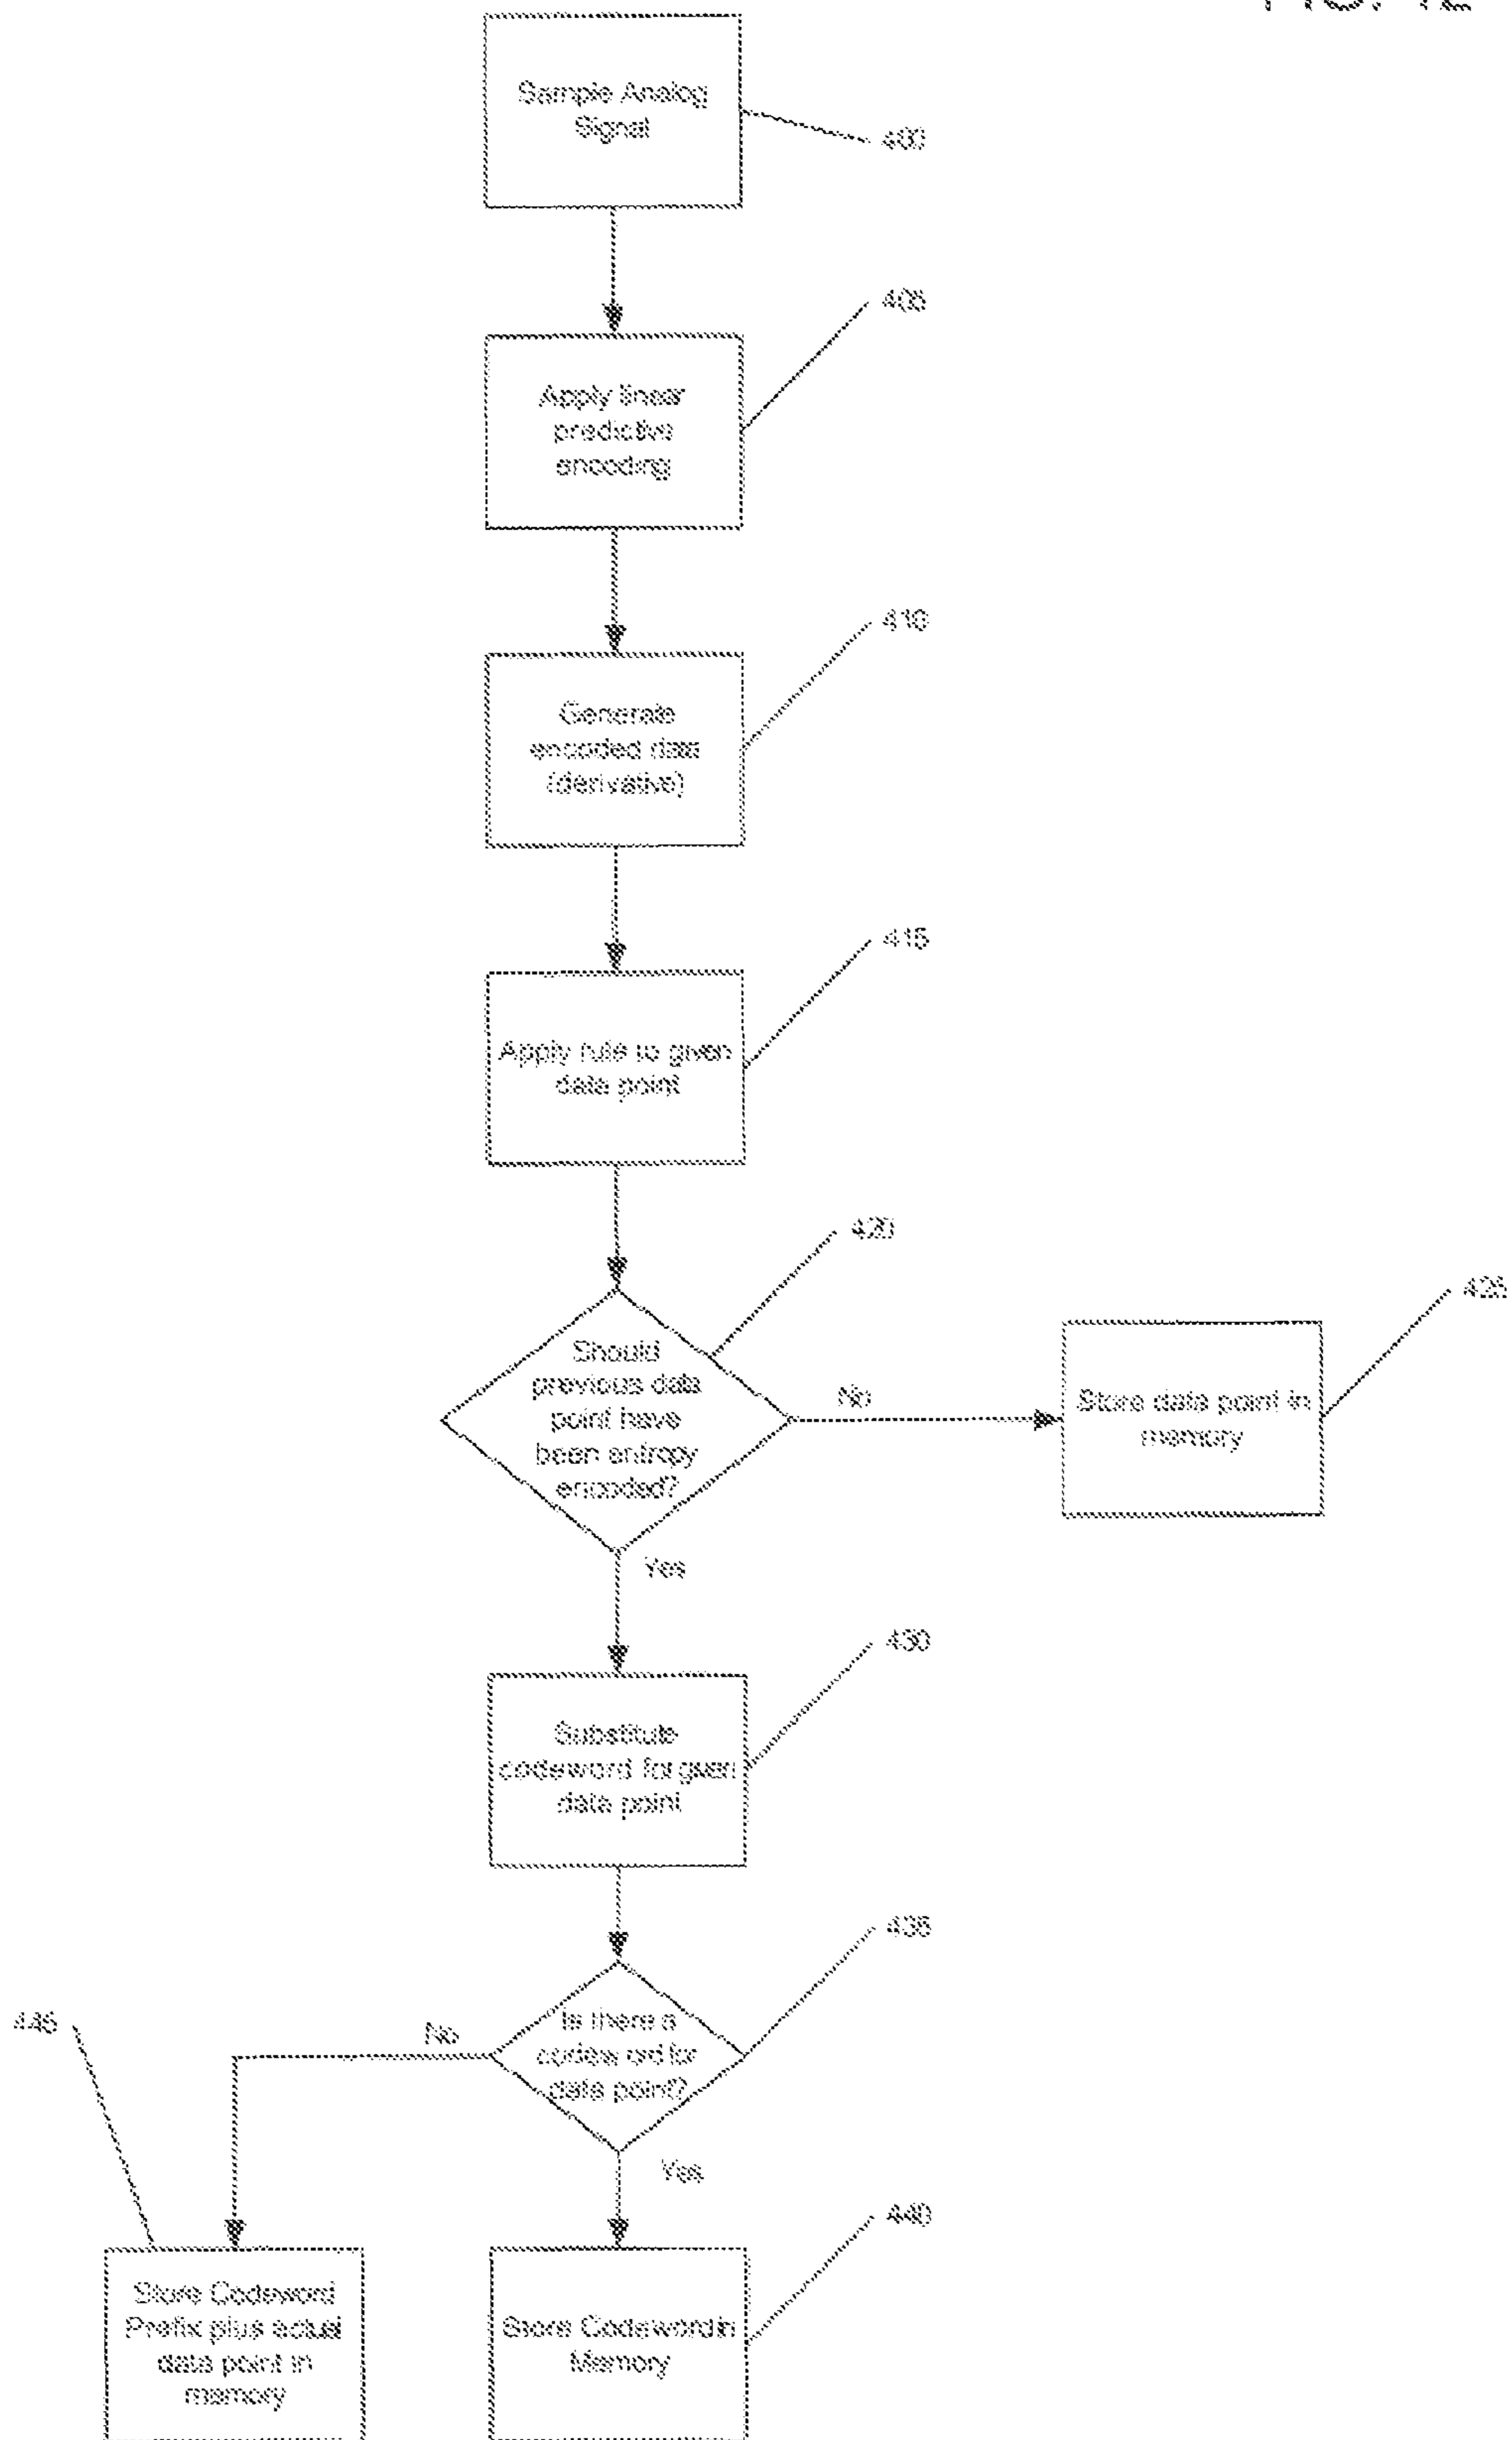 FIG. 12
Sample Analog
Signal
400
405
Apply linear
predictive
encoding
410
Generate
encoded data
(derivative)
415
Apply rule to given
data point
420
425
Should
previous data
point have
been entropy
encoded?
No
Store data point in
memory
Yes
430
Substitute
codeword for given
data point
435
445
No
Is there a
codeword for
data point?
Yes
440
Store Codeword
Prefix plus actual
data point in
memory
Store Codeword in
Memory